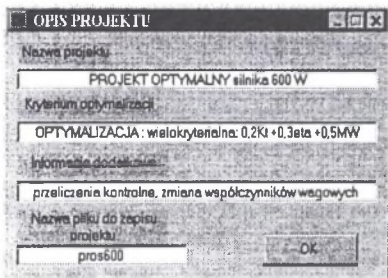 OPIS PROJEKTU
Nazwa projektu
PROJEKT OPTYMALNY silnika 600 W
Kryterium optymalizacji
OPTYMALIZACJA : wielokryterialna: 0,2Kt +0,3eta +0,5MW
Informacje dodatkowe
przeliczenia kontrolne, zmiana współczynników wagowych
Nazwa pliku do zapisu
projektu
pros600
OK